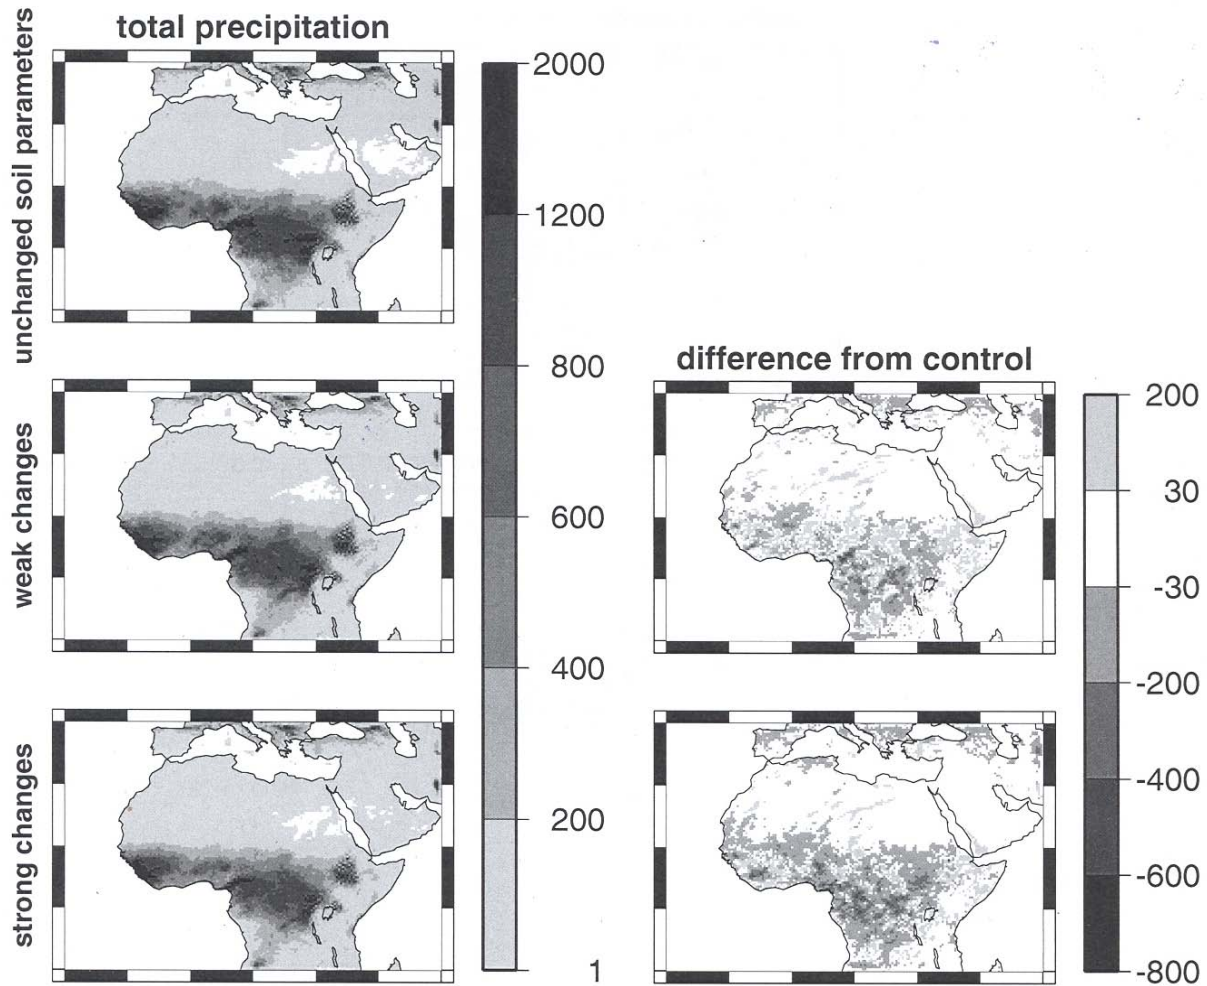 total precipitation
unchanged soil parameters
2000
1200
800
600
400
200
1
weak changes
difference from control
200
30
-30
-200
-400
-600
-800
strong changes